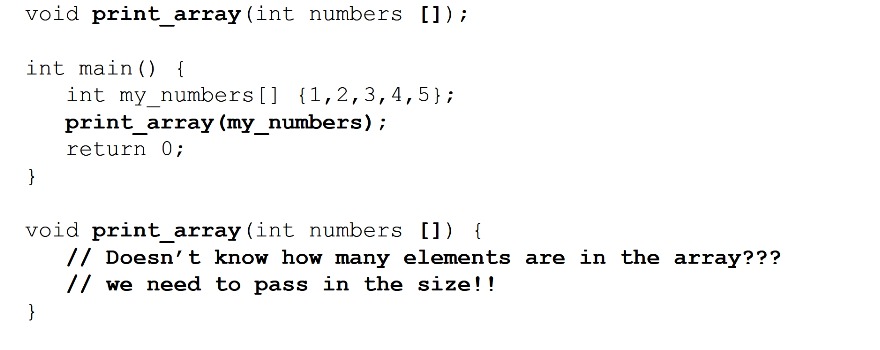 void print_array(int numbers []);
int main() {
int my_numbers[] {1,2,3,4,5};
print_array(my_numbers);
return 0;
}
void print_array(int numbers []) {
// Doesn't know how many elements are in the array???
// we need to pass in the size!!
}